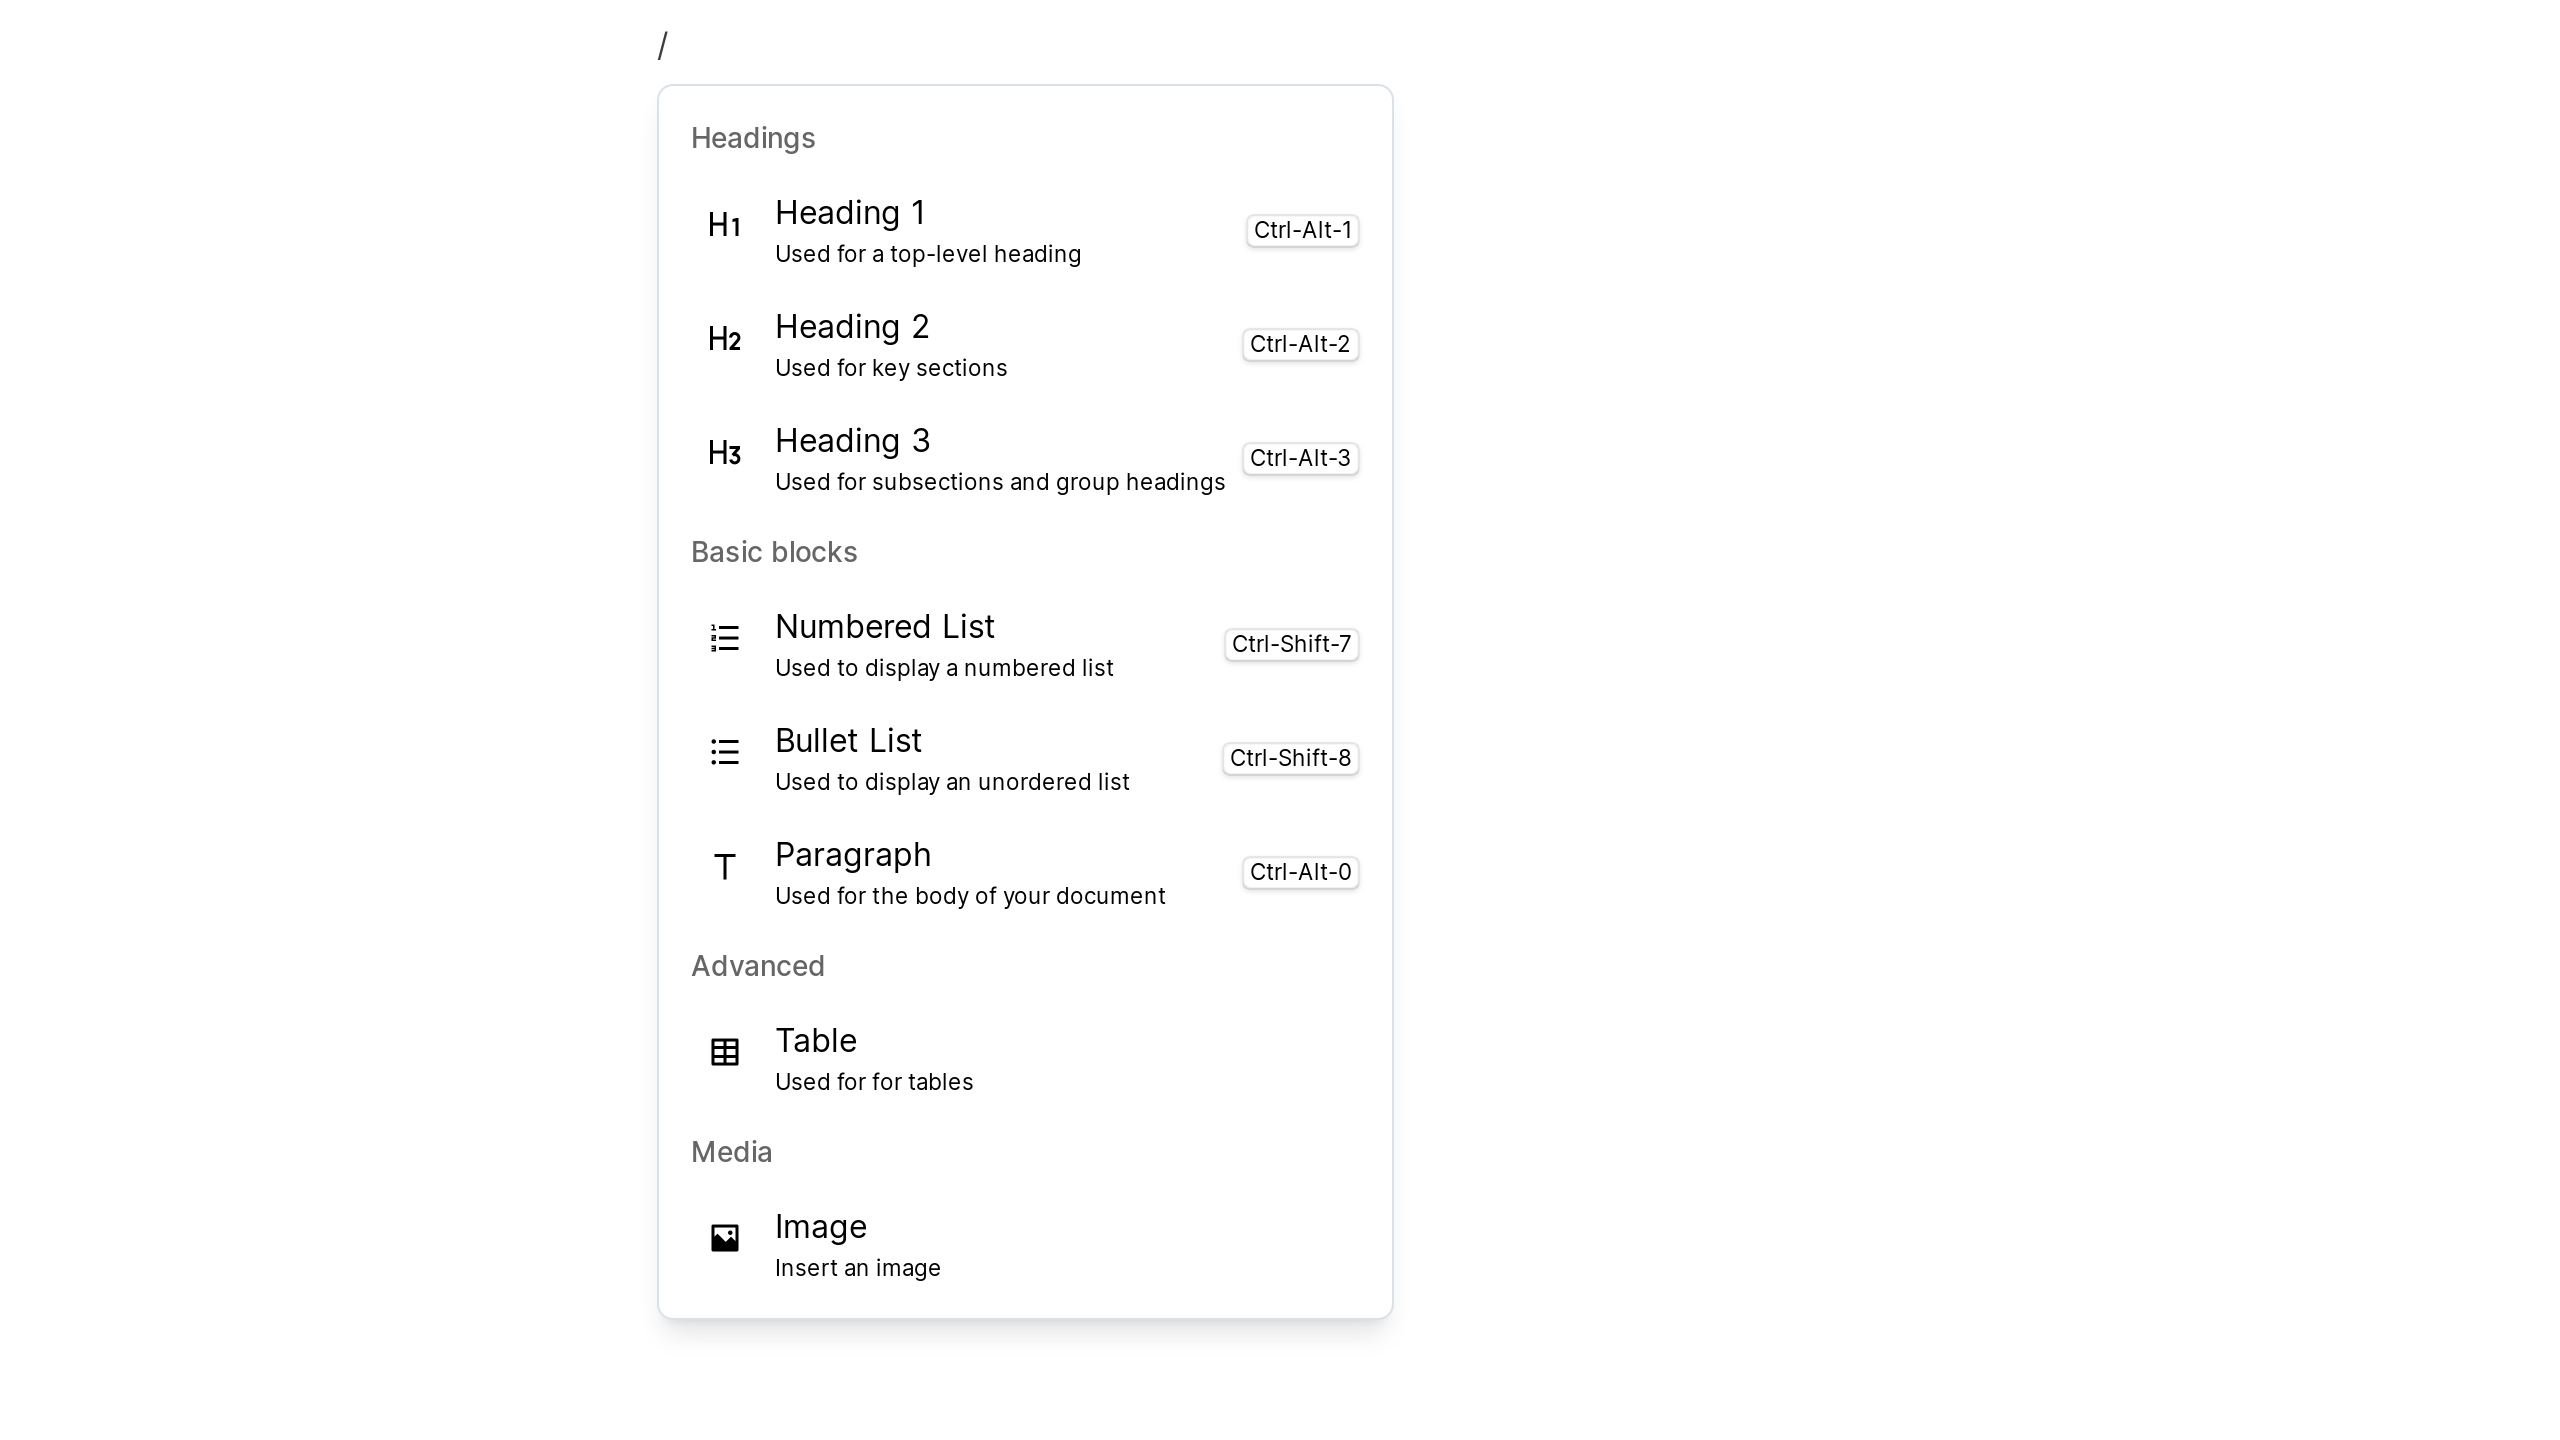 /
Headings
H1 Heading 1 Ctrl-Alt-1
Used for a top-level heading
H2 Heading 2 Ctrl-Alt-2
Used for key sections
H3 Heading 3 Ctrl-Alt-3
Used for subsections and group headings
Basic blocks
Numbered List Ctrl-Shift-7
Used to display a numbered list
Bullet List Ctrl-Shift-8
Used to display an unordered list
T Paragraph Ctrl-Alt-0
Used for the body of your document
Advanced
Table
Used for for tables
Media
Image
Insert an image